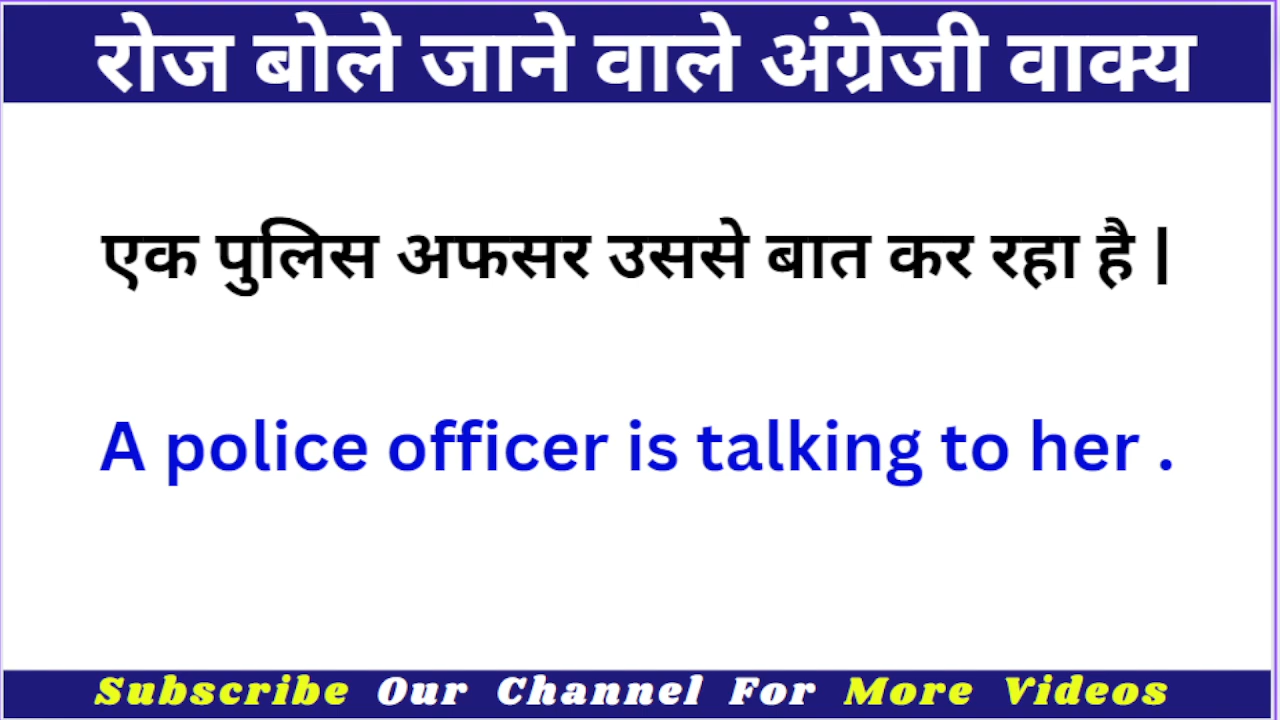 रोज बोले जाने वाले अंग्रेजी वाक्य
एक पुलिस अफसर उससे बात कर रहा है |
A police officer is talking to her .
Subscribe Our Channel For More Videos